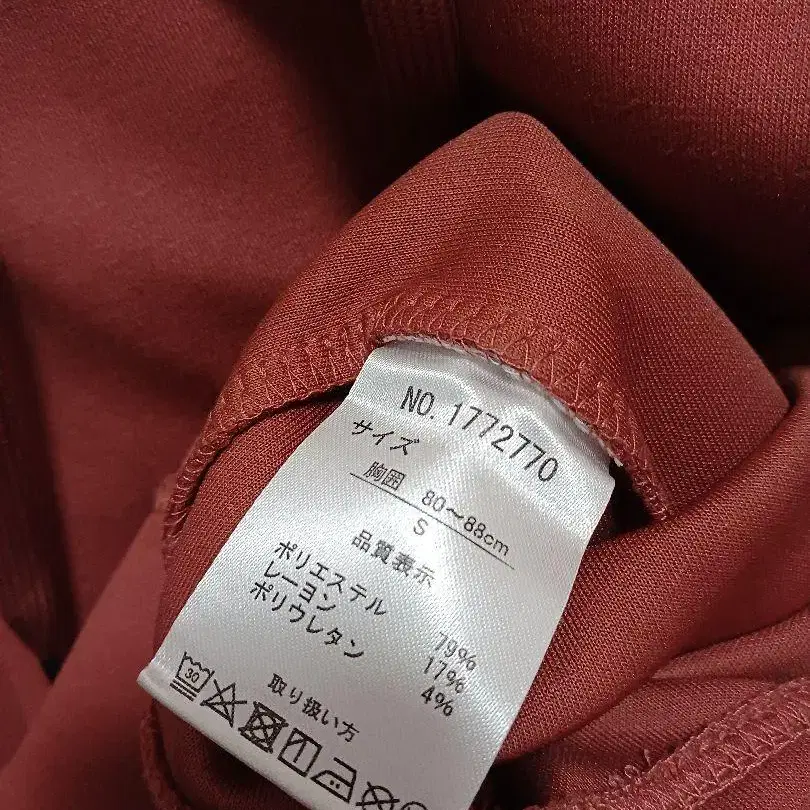 NO. 1772770
サイズ
胸囲 80～88cm
S
品質表示
ポリエステル 79%
レーヨン 17%
ポリウレタン 4%
取り扱い方
30